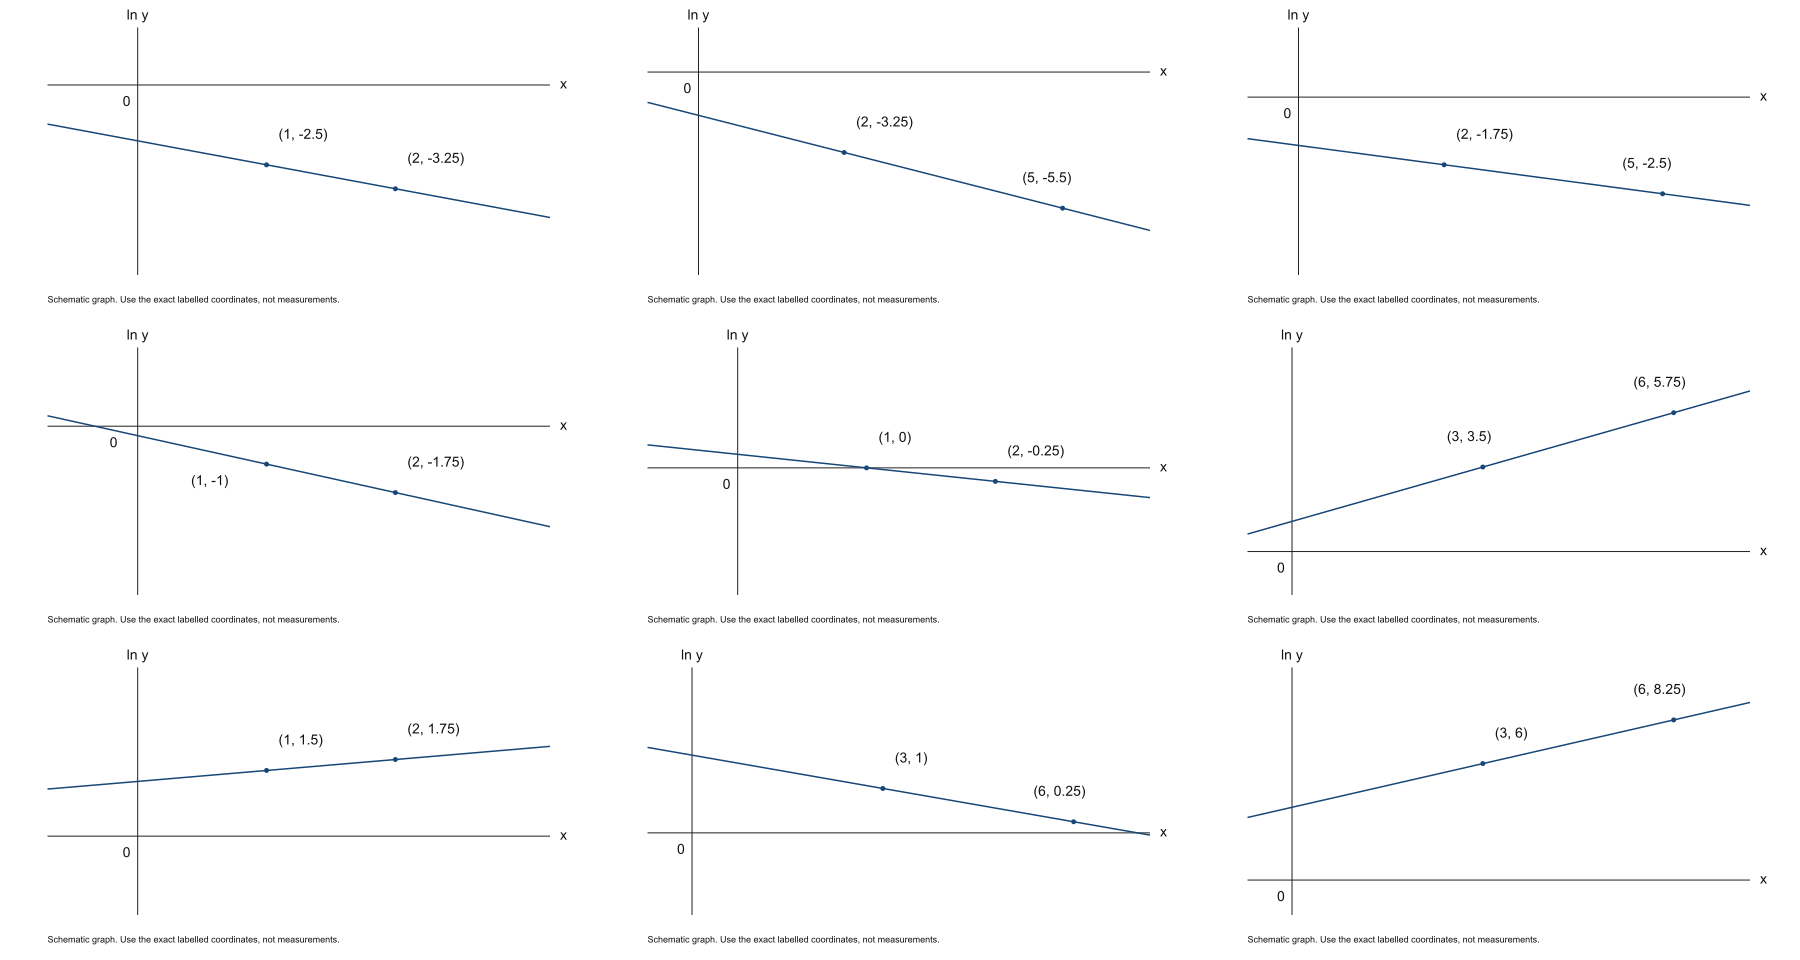 ln y
x
0
(1, -2.5)
(2, -3.25)
Schematic graph. Use the exact labelled coordinates, not measurements.
ln y
x
0
(2, -3.25)
(5, -5.5)
Schematic graph. Use the exact labelled coordinates, not measurements.
ln y
x
0
(2, -1.75)
(5, -2.5)
Schematic graph. Use the exact labelled coordinates, not measurements.
ln y
x
0
(2, -1.75)
(1, -1)
Schematic graph. Use the exact labelled coordinates, not measurements.
ln y
(1, 0)
(2, -0.25)
x
0
Schematic graph. Use the exact labelled coordinates, not measurements.
ln y
(6, 5.75)
(3, 3.5)
x
0
Schematic graph. Use the exact labelled coordinates, not measurements.
ln y
(2, 1.75)
(1, 1.5)
x
0
Schematic graph. Use the exact labelled coordinates, not measurements.
ln y
(3, 1)
(6, 0.25)
x
0
Schematic graph. Use the exact labelled coordinates, not measurements.
ln y
(6, 8.25)
(3, 6)
x
0
Schematic graph. Use the exact labelled coordinates, not measurements.